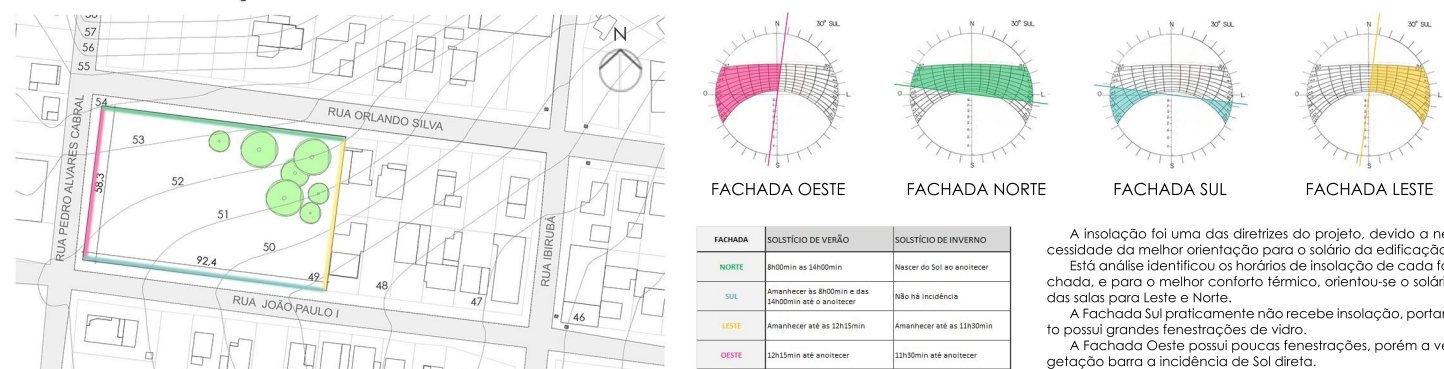 57
56
55
54
53
52
51
50
49
48
47
46
58.3
92.4
N
RUA ORLANDO SILVA
RUA PEDRO ALVARES CABRAL
RUA IBIRUBÁ
RUA JOÃO PAULO I
N
30° SUL
O
L
S
FACHADA OESTE
N
30° SUL
O
L
S
FACHADA NORTE
N
30° SUL
O
L
S
FACHADA SUL
N
30° SUL
O
L
S
FACHADA LESTE
FACHADA SOLSTÍCIO DE VERÃO SOLSTÍCIO DE INVERNO
NORTE 8h00min as 14h00min Nascer do Sol ao anoitecer
SUL Amanhecer às 8h00min e das
14h00min até o anoitecer Não há incidência
LESTE Amanhecer até as 12h15min Amanhecer até as 11h30min
OESTE 12h15min até anoitecer 11h30min até anoitecer
A insolação foi uma das diretrizes do projeto, devido a ne
cessidade da melhor orientação para o solário da edificação
Está análise identificou os horários de insolação de cada fa
chada, e para o melhor conforto térmico, orientou-se o solári
das salas para Leste e Norte.
A Fachada Sul praticamente não recebe insolação, portan
to possui grandes fenestrações de vidro.
A Fachada Oeste possui poucas fenestrações, porém a ve
getação barra a incidência de Sol direta.